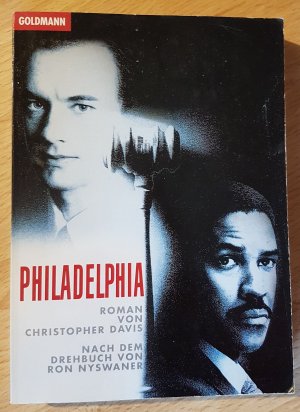 GOLDMANN
PHILADELPHIA
ROMAN
VON
CHRISTOPHER DAVIS
NACH DEM
DREHBUCH VON
RON NYSWANER